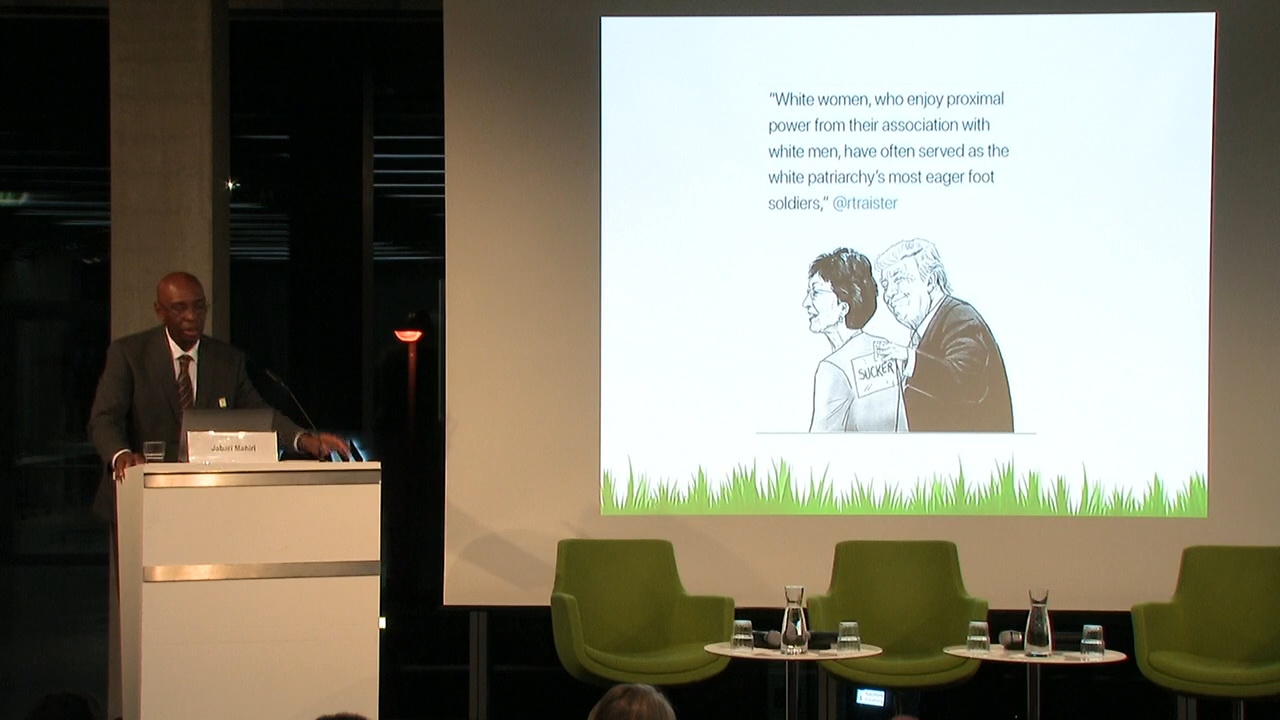 “White women, who enjoy proximal
power from their association with
white men, have often served as the
white patriarchy’s most eager foot
soldiers,” @rtraister
SUCKER
Jabari Mahiri